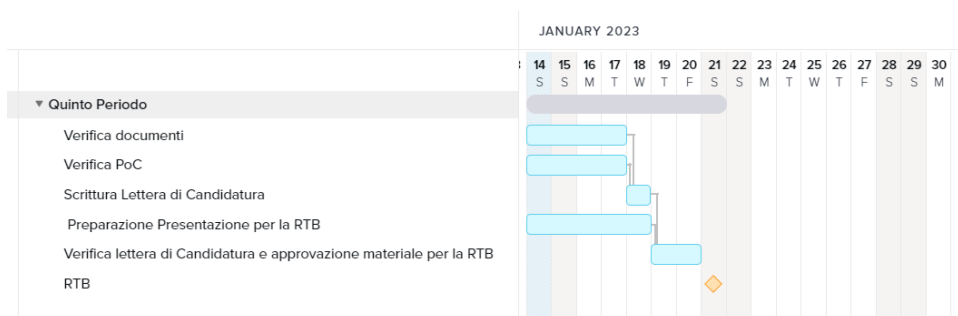 JANUARY 2023
14 15 16 17 18 19 20 21 22 23 24 25 26 27 28 29 30
S S M T W T F S S M T W T F S S M
Quinto Periodo
Verifica documenti
Verifica PoC
Scrittura Lettera di Candidatura
Preparazione Presentazione per la RTB
Verifica lettera di Candidatura e approvazione materiale per la RTB
RTB